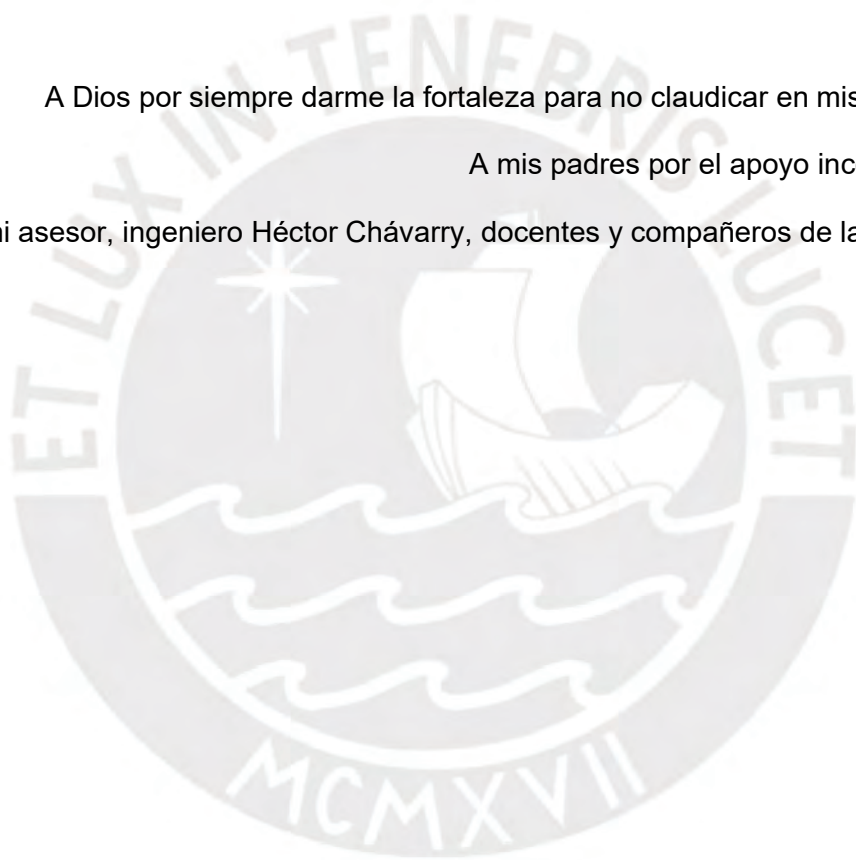 A Dios por siempre darme la fortaleza para no claudicar en mis
A mis padres por el apoyo
asesor, ingeniero Héctor Chávarry, docentes y compañeros de la
ET LUX IN TENEBRIS LUCET
MCMXVII